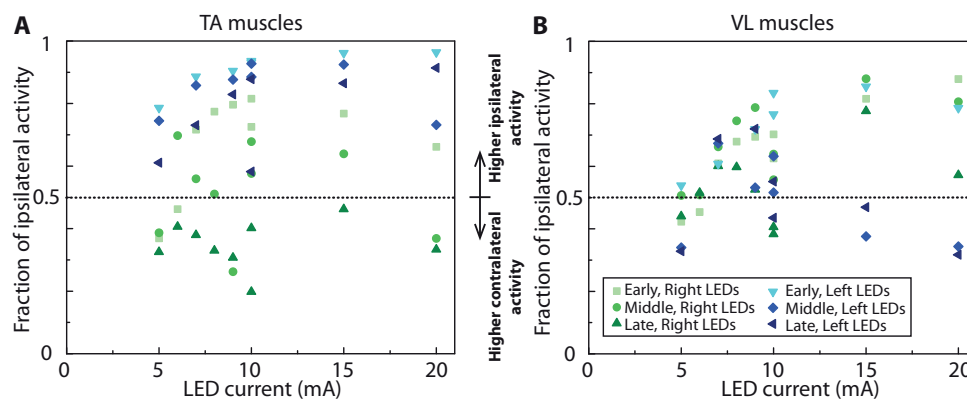 A
TA muscles
1
0.5
0
Fraction of ipsilateral activity
0
5
10
15
20
LED current (mA)
Higher ipsilateral
activity
Higher contralateral
activity
B
VL muscles
1
0.5
0
Fraction of ipsilateral activity
Early, Right LEDs
Middle, Right LEDs
Late, Right LEDs
Early, Left LEDs
Middle, Left LEDs
Late, Left LEDs
0
5
10
15
20
LED current (mA)